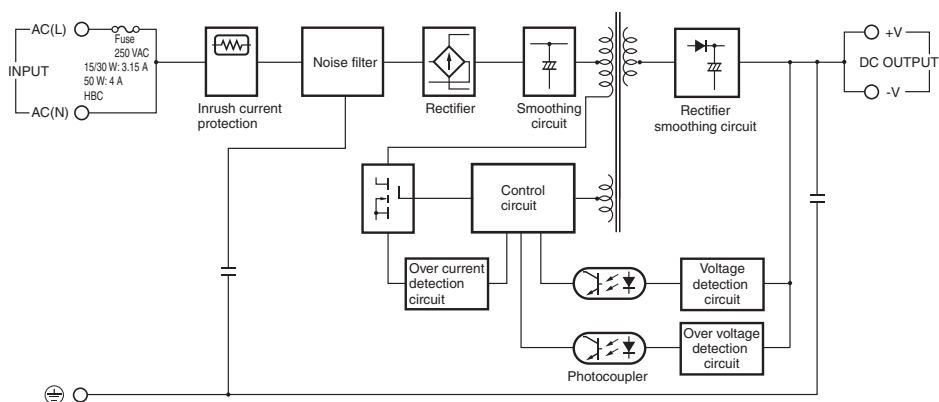 AC(L)
Fuse
250 VAC
15/30 W: 3.15 A
50 W: 4 A
HBC
INPUT
AC(N)
Inrush current
protection
Noise filter
Rectifier
Smoothing
circuit
Rectifier
smoothing circuit
+V
DC OUTPUT
-V
Control
circuit
Over current
detection
circuit
Voltage
detection
circuit
Over voltage
detection
circuit
Photocoupler